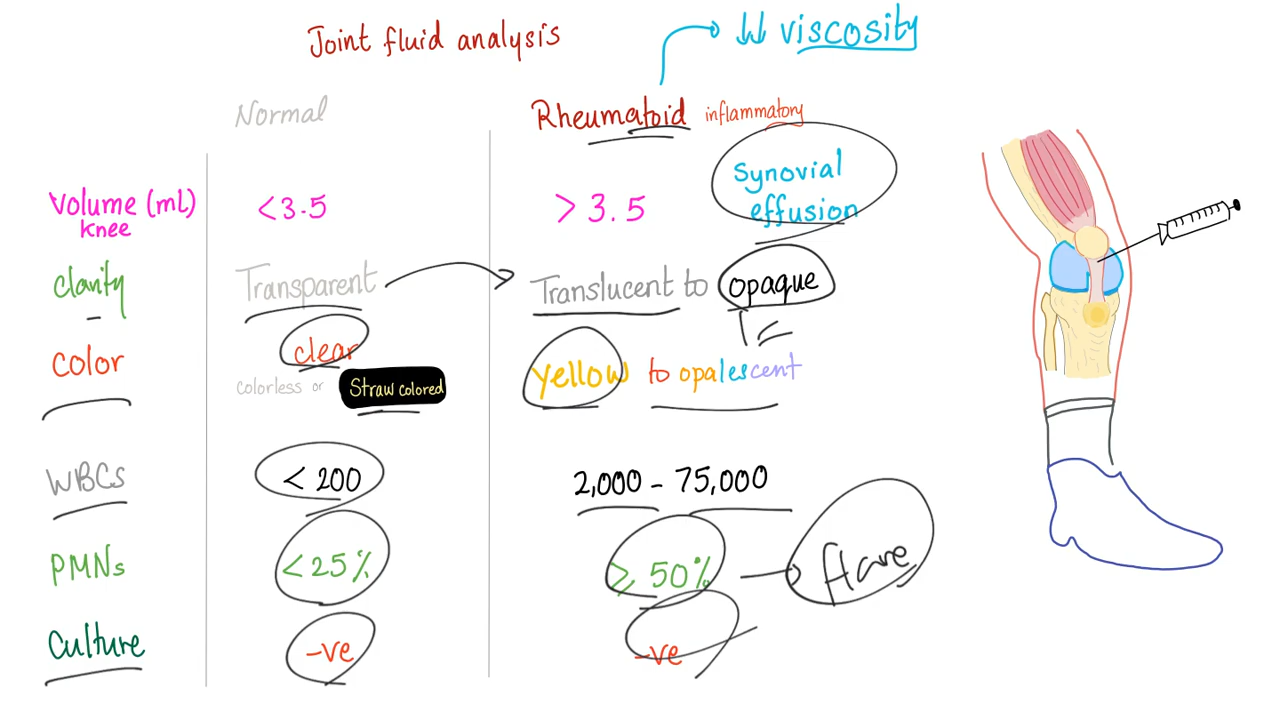 Joint fluid analysis
↓↓ viscosity
Normal
Rheumatoid inflammatory
Volume (ml)
knee
<3.5
>3.5
Synovial
effusion
Clarity
Transparent
Translucent to opaque
Color
clear
colorless or Straw colored
yellow to opalescent
WBCs
< 200
2,000 - 75,000
PMNs
<25%
≥ 50%
flare
Culture
-ve
-ve